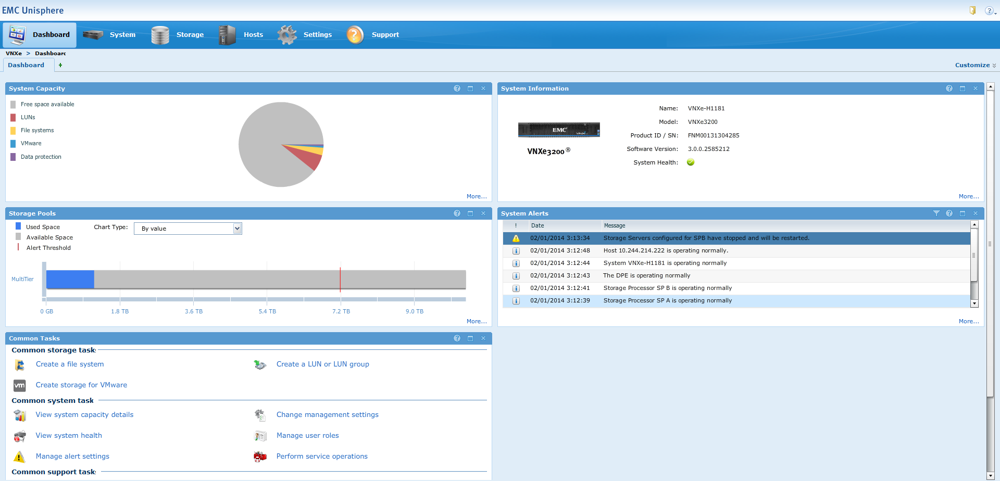 EMC Unisphere
Dashboard
System
Storage
Hosts
Settings
Support
VNXe > Dashboard
Dashboard +
Customize
System Capacity
Free space available
LUNs
File systems
VMware
Data protection
More...
System Information
EMC²
VNXe3200®
Name: VNXe-H1181
Model: VNXe3200
Product ID / SN: FNM00131304285
Software Version: 3.0.0.2585212
System Health:
More...
Storage Pools
Used Space
Available Space
Alert Threshold
Chart Type: By value
MultiTier
0 GB 1.8 TB 3.6 TB 5.4 TB 7.2 TB 9.0 TB
More...
System Alerts
! Date Message
02/01/2014 3:13:34 Storage Servers configured for SPB have stopped and will be restarted.
02/01/2014 3:12:48 Host 10.244.214.222 is operating normally.
02/01/2014 3:12:44 System VNXe-H1181 is operating normally
02/01/2014 3:12:43 The DPE is operating normally
02/01/2014 3:12:41 Storage Processor SP B is operating normally
02/01/2014 3:12:39 Storage Processor SP A is operating normally
More...
Common Tasks
Common storage tasks
Create a file system
Create a LUN or LUN group
vm
Create storage for VMware
Common system task
View system capacity details
Change management settings
View system health
Manage user roles
Manage alert settings
Perform service operations
Common support tasks